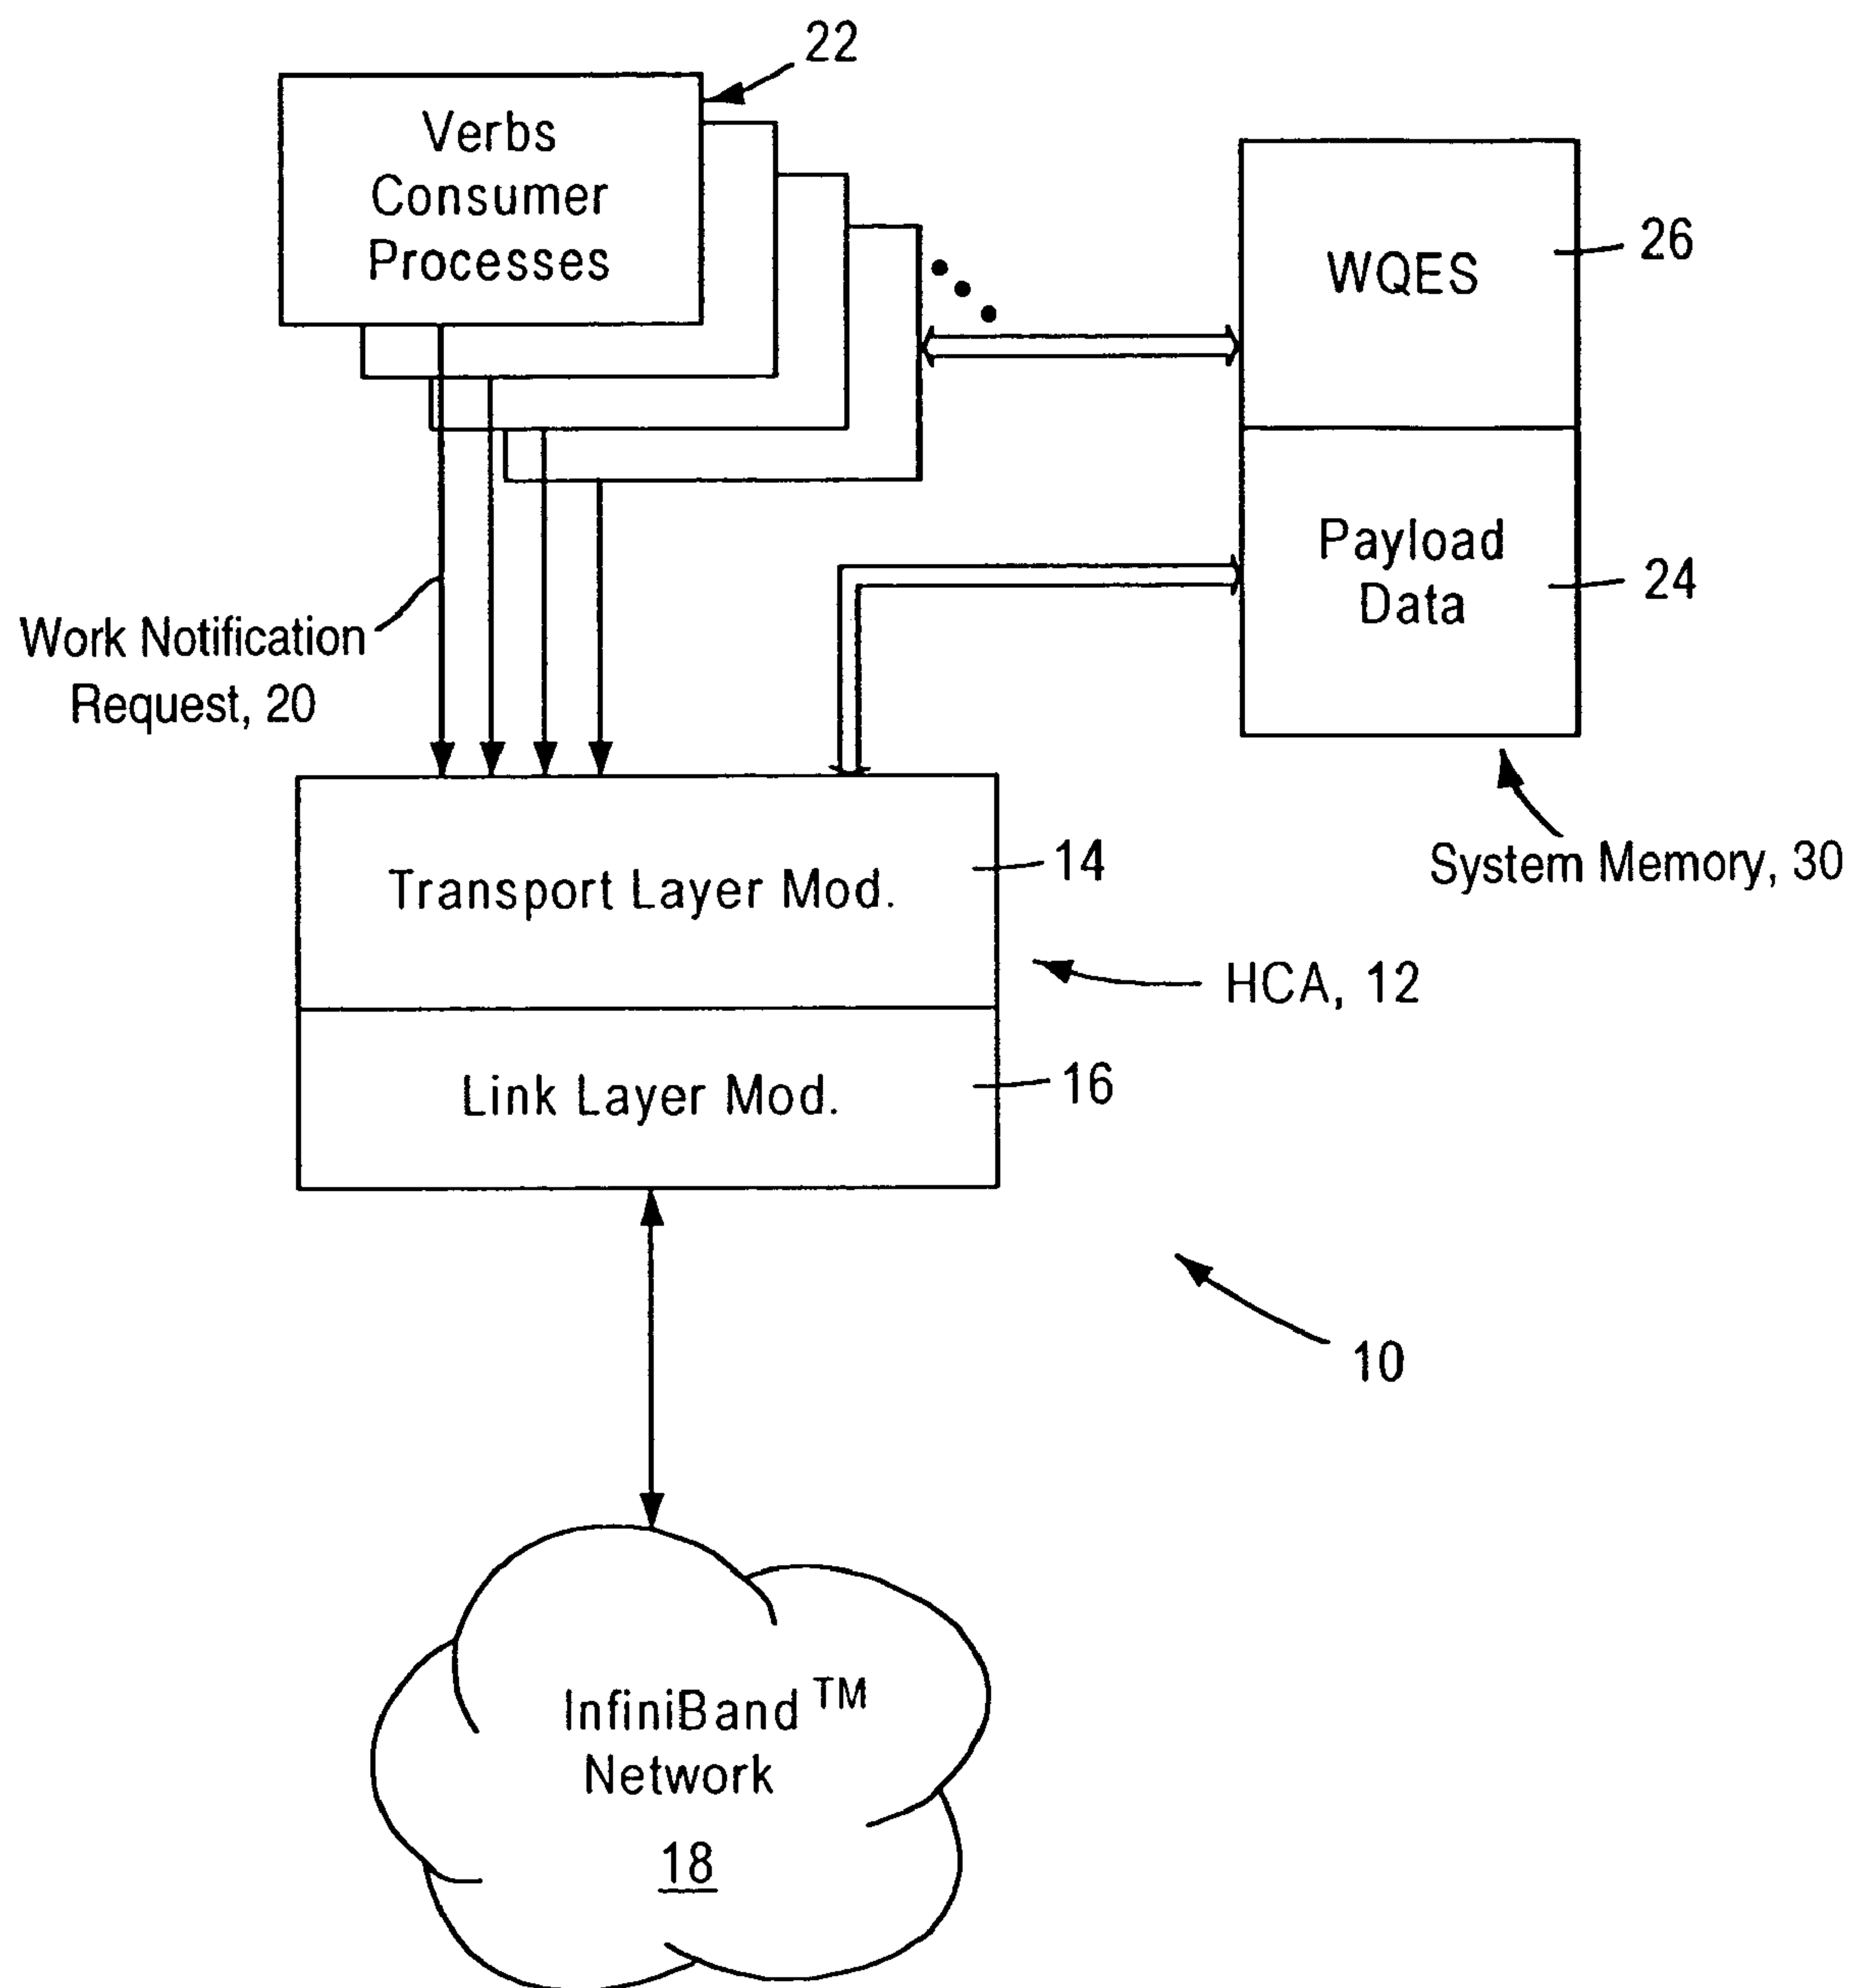 22
Verbs
Consumer
Processes
WQES
26
Payload
Data
24
Work Notification
Request, 20
System Memory, 30
Transport Layer Mod.
14
HCA, 12
Link Layer Mod.
16
10
InfiniBand TM
Network
18